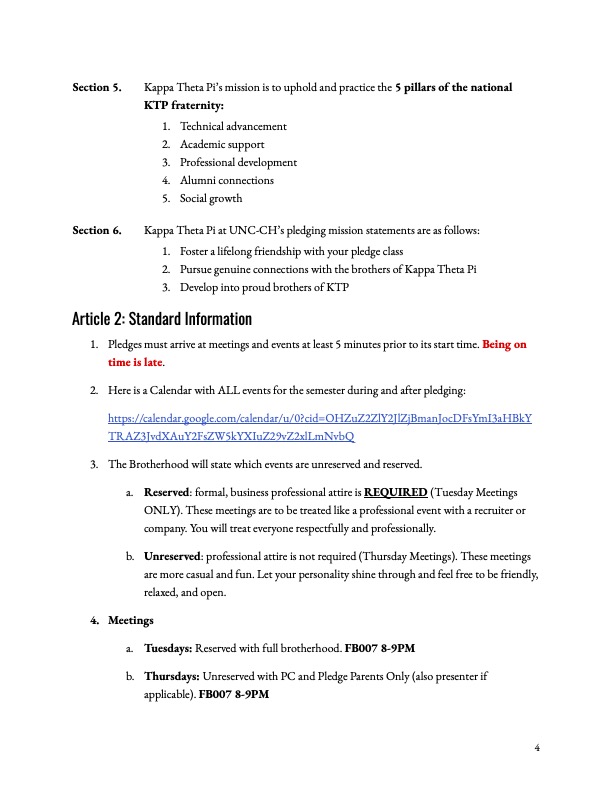 Section 5. Kappa Theta Pi’s mission is to uphold and practice the 5 pillars of the national
KTP fraternity:
1. Technical advancement
2. Academic support
3. Professional development
4. Alumni connections
5. Social growth
Section 6. Kappa Theta Pi at UNC-CH’s pledging mission statements are as follows:
1. Foster a lifelong friendship with your pledge class
2. Pursue genuine connections with the brothers of Kappa Theta Pi
3. Develop into proud brothers of KTP
Article 2: Standard Information
1. Pledges must arrive at meetings and events at least 5 minutes prior to its start time. Being on
time is late.
2. Here is a Calendar with ALL events for the semester during and after pledging:
https://calendar.google.com/calendar/u/0?cid=OHZuZ2ZlY2JlZjBmanJocDFsYmI3aHBkY
TRAZ3JvdXAuY2FsZW5kYXIuZ29vZ2xlLmNvbQ
3. The Brotherhood will state which events are unreserved and reserved.
a. Reserved: formal, business professional attire is REQUIRED (Tuesday Meetings
ONLY). These meetings are to be treated like a professional event with a recruiter or
company. You will treat everyone respectfully and professionally.
b. Unreserved: professional attire is not required (Thursday Meetings). These meetings
are more casual and fun. Let your personality shine through and feel free to be friendly,
relaxed, and open.
4. Meetings
a. Tuesdays: Reserved with full brotherhood. FB007 8-9PM
b. Thursdays: Unreserved with PC and Pledge Parents Only (also presenter if
applicable). FB007 8-9PM
4